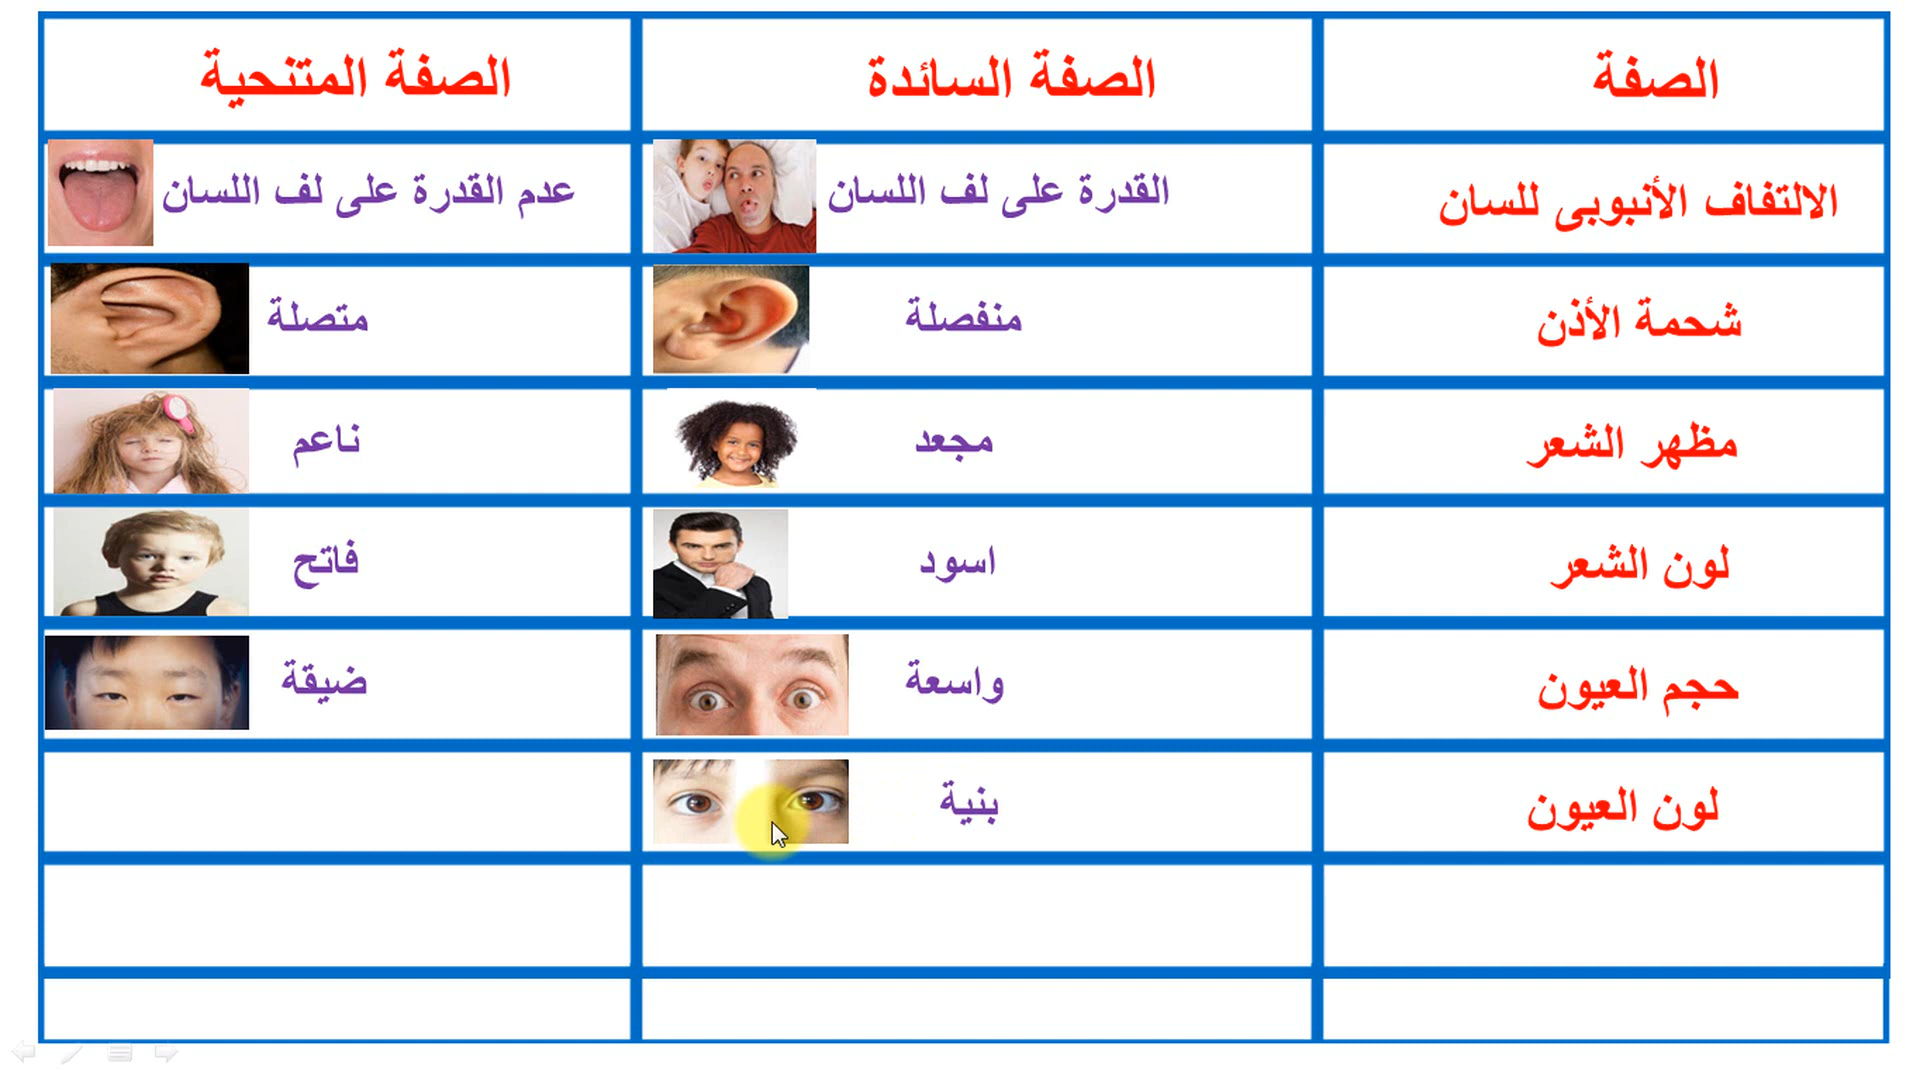 الصفة الصفة السائدة الصفة المتنحية
الالتفاف الأنبوبى للسان القدرة على لف اللسان عدم القدرة على لف اللسان
شحمة الأذن منفصلة متصلة
مظهر الشعر مجعد ناعم
لون الشعر اسود فاتح
حجم العيون واسعة ضيقة
لون العيون بنية